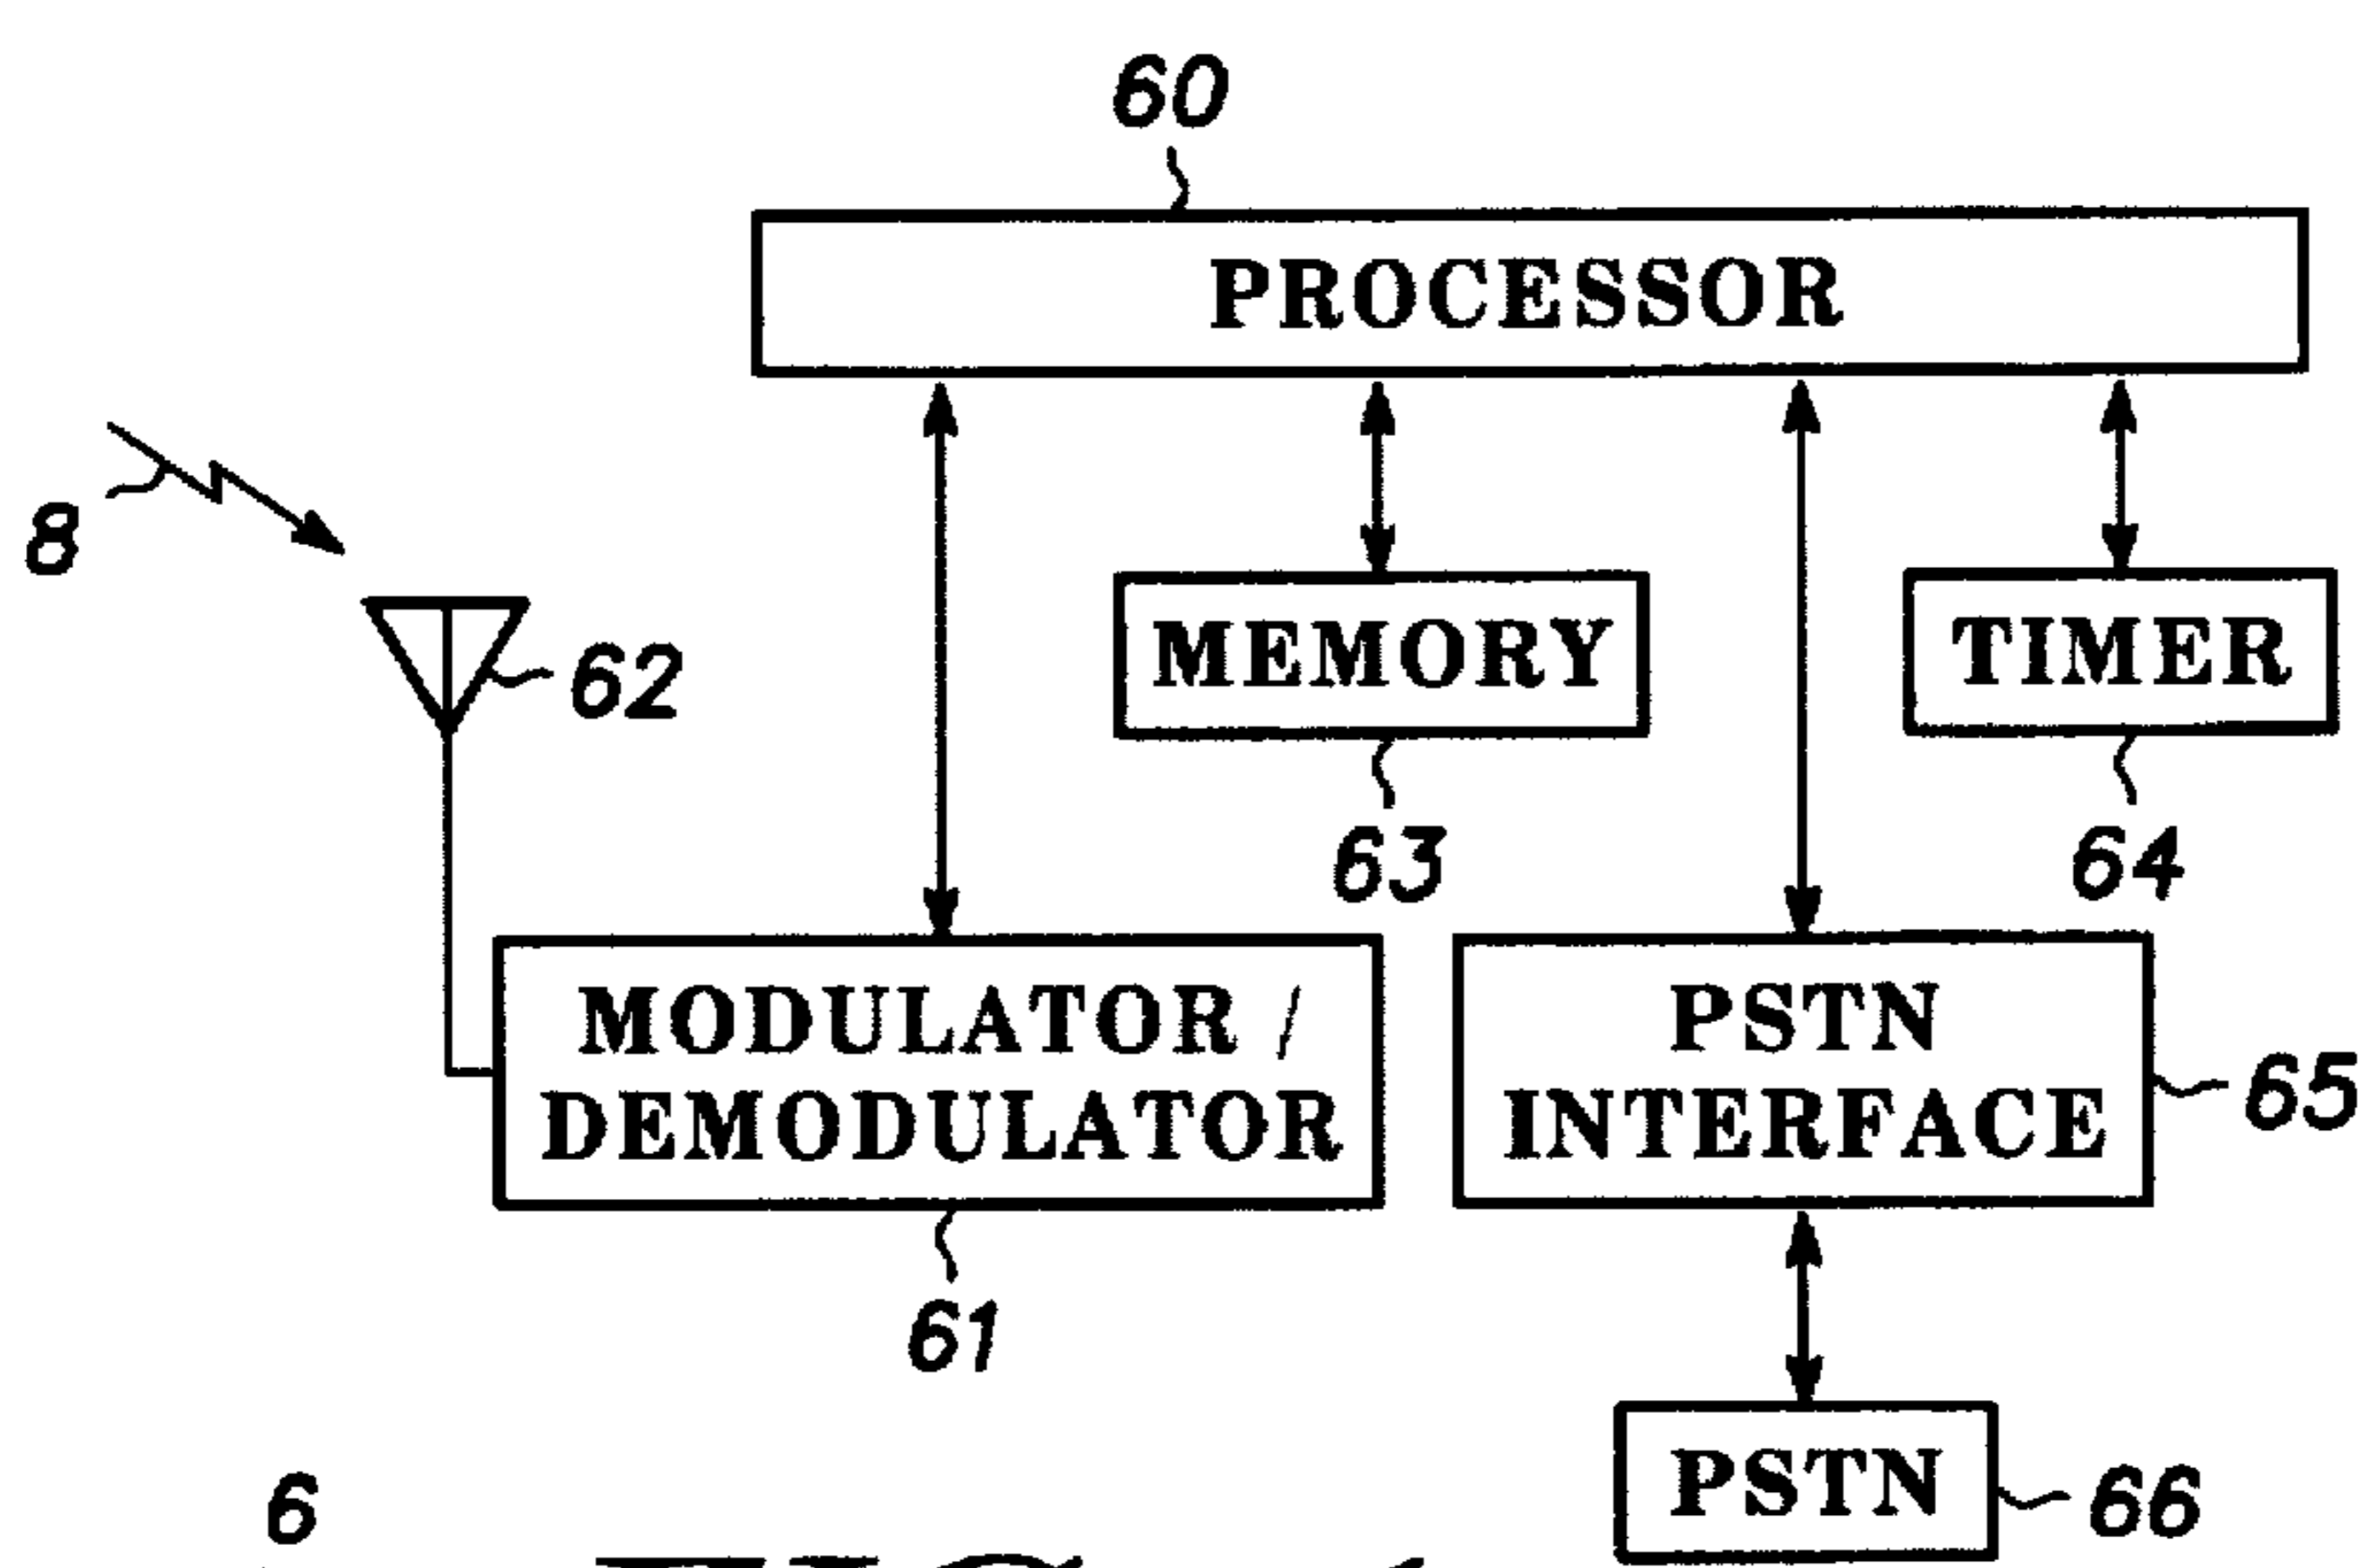 60
PROCESSOR
8
62
MEMORY
TIMER
63
64
MODULATOR /
DEMODULATOR
PSTN
INTERFACE
65
61
PSTN
66
6